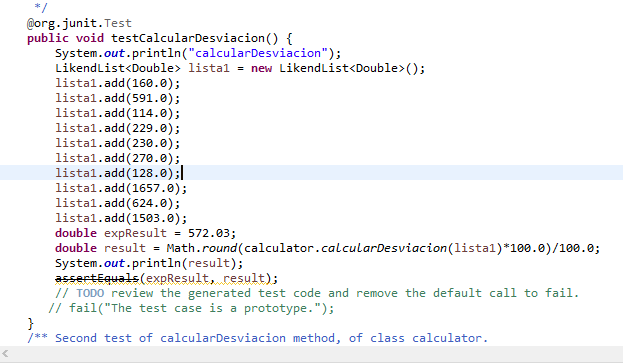 */
@org.junit.Test
public void testCalcularDesviacion() {
System.out.println("calcularDesviacion");
LikendList<Double> lista1 = new LikendList<Double>();
lista1.add(160.0);
lista1.add(591.0);
lista1.add(114.0);
lista1.add(229.0);
lista1.add(230.0);
lista1.add(270.0);
lista1.add(128.0);
lista1.add(1657.0);
lista1.add(624.0);
lista1.add(1503.0);
double expResult = 572.03;
double result = Math.round(calculator.calcularDesviacion(lista1)*100.0)/100.0;
System.out.println(result);
assertEquals(expResult, result);
// TODO review the generated test code and remove the default call to fail.
// fail("The test case is a prototype.");
}
/** Second test of calcularDesviacion method, of class calculator.